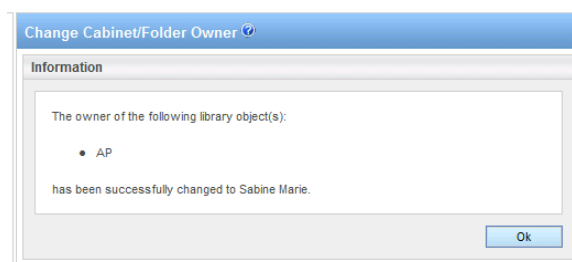 Change Cabinet/Folder Owner ?
Information
The owner of the following library object(s):
• AP
has been successfully changed to Sabine Marie.
Ok